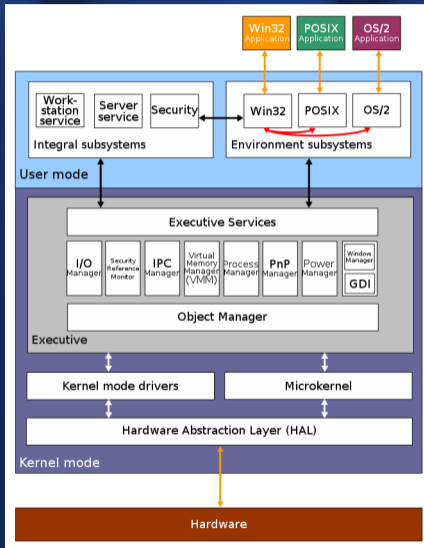 Win32
Application
POSIX
Application
OS/2
Application
Work-
station
service
Server
service
Security
Integral subsystems
Win32
POSIX
OS/2
Environment subsystems
User mode
Executive Services
I/O
Manager
Security
Reference
Monitor
IPC
Manager
Virtual
Memory
Manager
(VMM)
Process
Manager
PnP
Manager
Power
Manager
Window
Manager
GDI
Object Manager
Executive
Kernel mode drivers
Microkernel
Hardware Abstraction Layer (HAL)
Kernel mode
Hardware